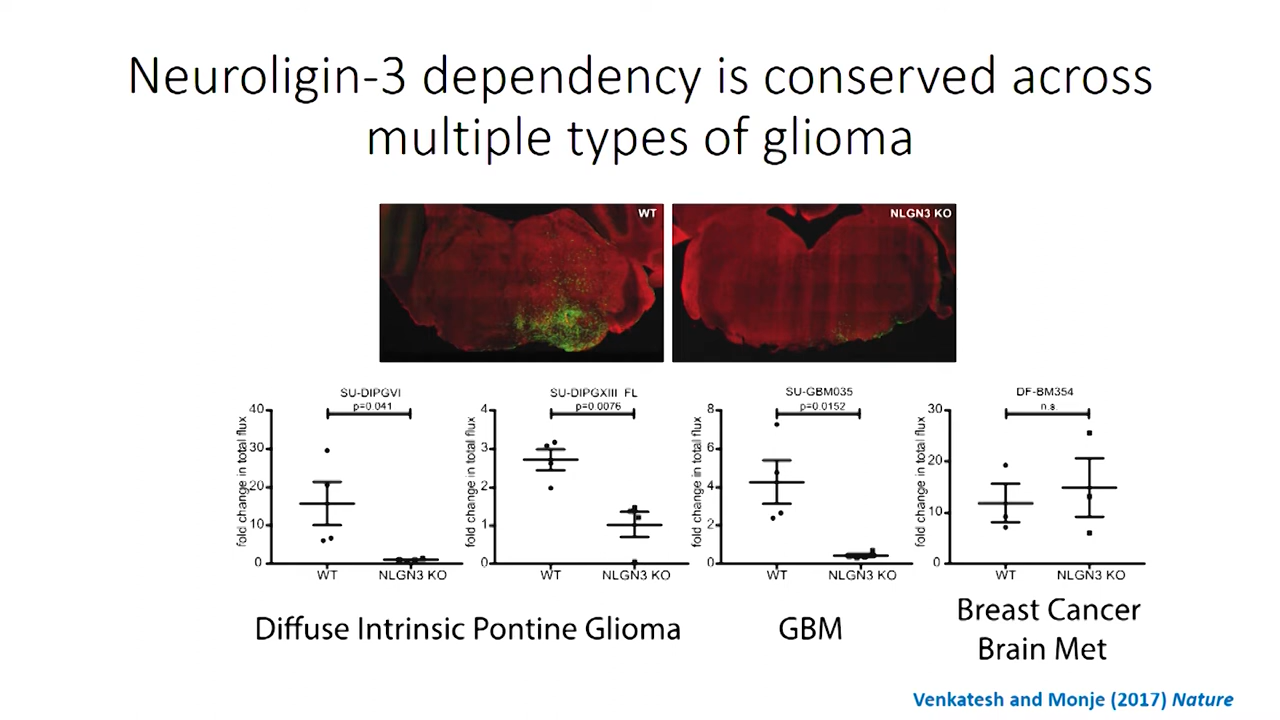 Neuroligin-3 dependency is conserved across
multiple types of glioma
WT
NLGN3 KO
SU-DIPGVI
p=0.041
fold change in total flux
40
30
20
10
0
WT
NLGN3 KO
SU-DIPGXIII FL
p=0.0076
fold change in total flux
4
3
2
1
0
WT
NLGN3 KO
Diffuse Intrinsic Pontine Glioma
SU-GBM035
p=0.0152
fold change in total flux
8
6
4
2
0
WT
NLGN3 KO
GBM
DF-BM354
n.s.
fold change in total flux
30
20
10
0
WT
NLGN3 KO
Breast Cancer
Brain Met
Venkatesh and Monje (2017) Nature